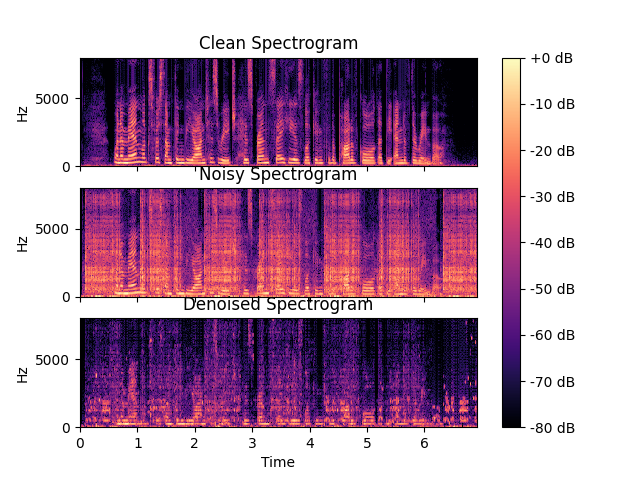 Clean Spectrogram
Hz
5000
0
Noisy Spectrogram
Hz
5000
0
Denoised Spectrogram
Hz
5000
0
0 1 2 3 4 5 6
Time
+0 dB
-10 dB
-20 dB
-30 dB
-40 dB
-50 dB
-60 dB
-70 dB
-80 dB